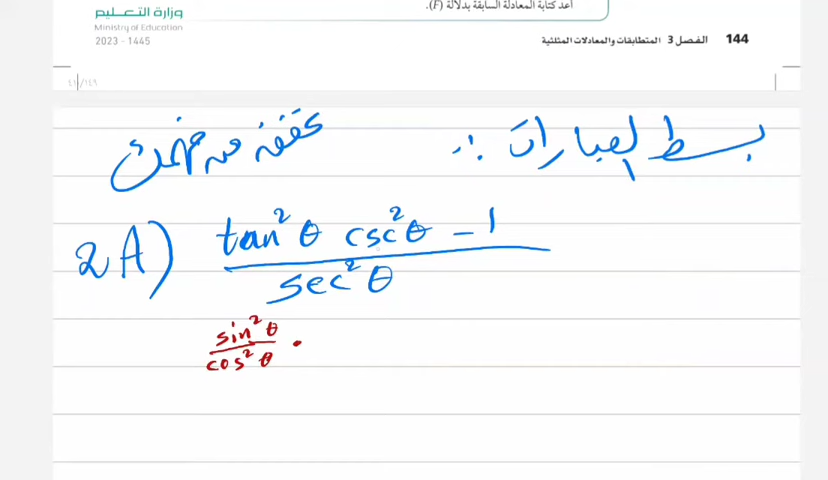 أعد كتابة المعادلة السابقة بدلالة (F).
وزارة التعليم
Ministry of Education
2023 - 1445
144 الفصل 3 المتطابقات والمعادلات المثلثية
بسط العبارات :. تحقق من فهمك
2A) (tan²θ csc²θ - 1) / sec²θ
sin²θ / cos²θ ·